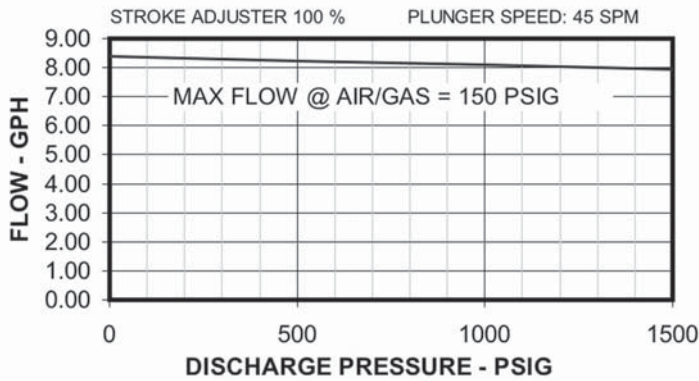 STROKE ADJUSTER 100 % PLUNGER SPEED: 45 SPM
9.00
8.00
MAX FLOW @ AIR/GAS = 150 PSIG
7.00
6.00
5.00
4.00
3.00
2.00
1.00
0.00
FLOW - GPH
0 500 1000 1500
DISCHARGE PRESSURE - PSIG